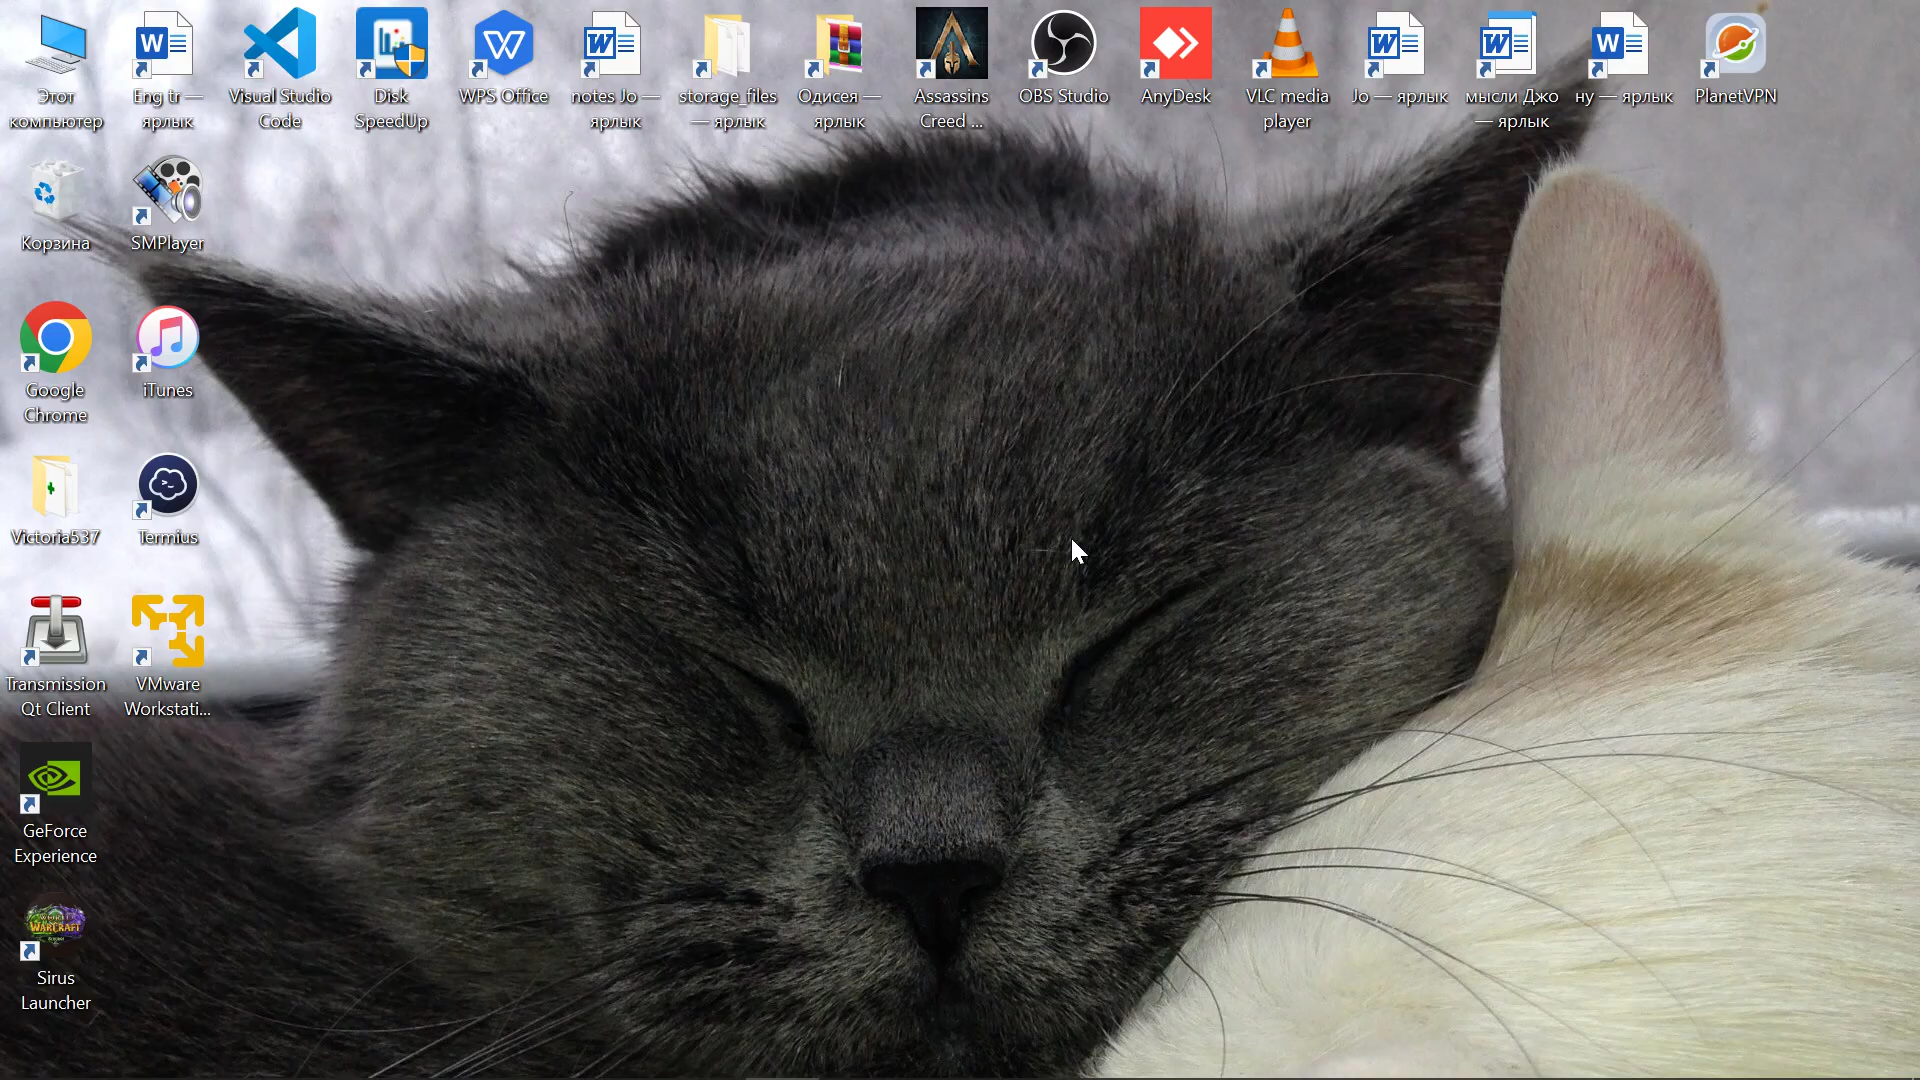 Этот
компьютер
Eng tr —
ярлык
Visual Studio
Code
Disk
SpeedUp
WPS Office
notes Jo —
ярлык
storage_files
— ярлык
Одисея —
ярлык
Assassins
Creed ...
OBS Studio
AnyDesk
VLC media
player
Jo — ярлык
мысли Джо
— ярлык
ну — ярлык
PlanetVPN
Корзина
SMPlayer
Google
Chrome
iTunes
Victoria537
Termius
Transmission
Qt Client
VMware
Workstati...
GeForce
Experience
WARCRAFT
Sirus
Launcher